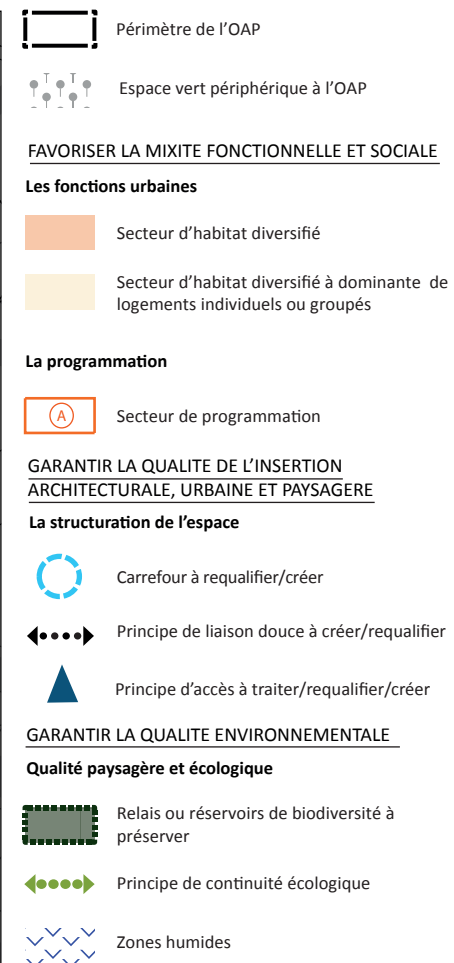 Périmètre de l'OAP
Espace vert périphérique à l'OAP
FAVORISER LA MIXITE FONCTIONNELLE ET SOCIALE
Les fonctions urbaines
Secteur d'habitat diversifié
Secteur d'habitat diversifié à dominante de
logements individuels ou groupés
La programmation
A
Secteur de programmation
GARANTIR LA QUALITE DE L'INSERTION
ARCHITECTURALE, URBAINE ET PAYSAGERE
La structuration de l'espace
Carrefour à requalifier/créer
Principe de liaison douce à créer/requalifier
Principe d'accès à traiter/requalifier/créer
GARANTIR LA QUALITE ENVIRONNEMENTALE
Qualité paysagère et écologique
Relais ou réservoirs de biodiversité à
préserver
Principe de continuité écologique
Zones humides